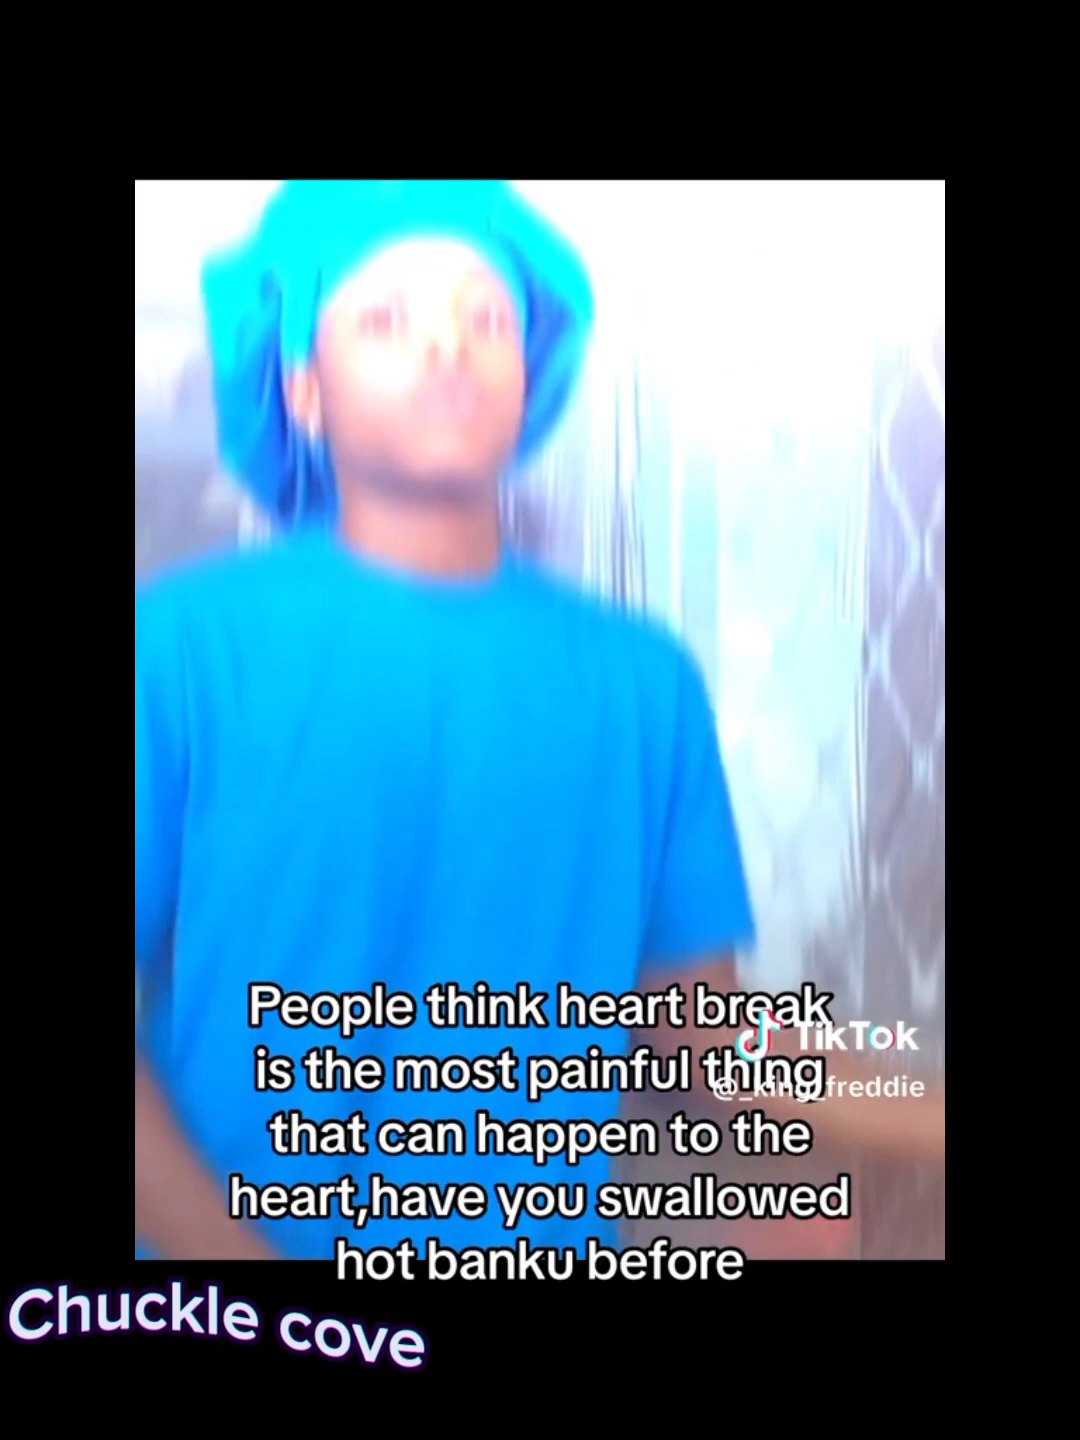 People think heart break
is the most painful thing
that can happen to the
heart,have you swallowed
hot banku before
TikTok
@_king_freddie
Chuckle cove